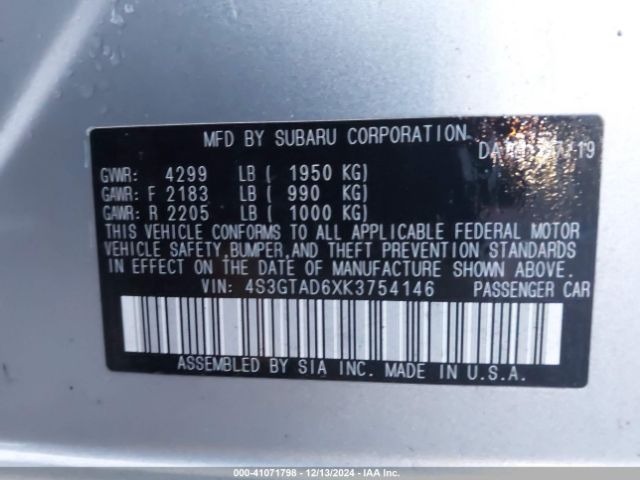 MFD BY SUBARU CORPORATION
GVWR: 4299 LB ( 1950 KG)
GAWR: F 2183 LB ( 990 KG)
GAWR: R 2205 LB ( 1000 KG)
THIS VEHICLE CONFORMS TO ALL APPLICABLE FEDERAL MOTOR
VEHICLE SAFETY, BUMPER, AND THEFT PREVENTION STANDARDS
IN EFFECT ON THE DATE OF MANUFACTURE SHOWN ABOVE.
VIN: 4S3GTAD6XK3754146 PASSENGER CAR
ASSEMBLED BY SIA INC. MADE IN U.S.A.
000-41071798 - 12/13/2024 - IAA Inc.